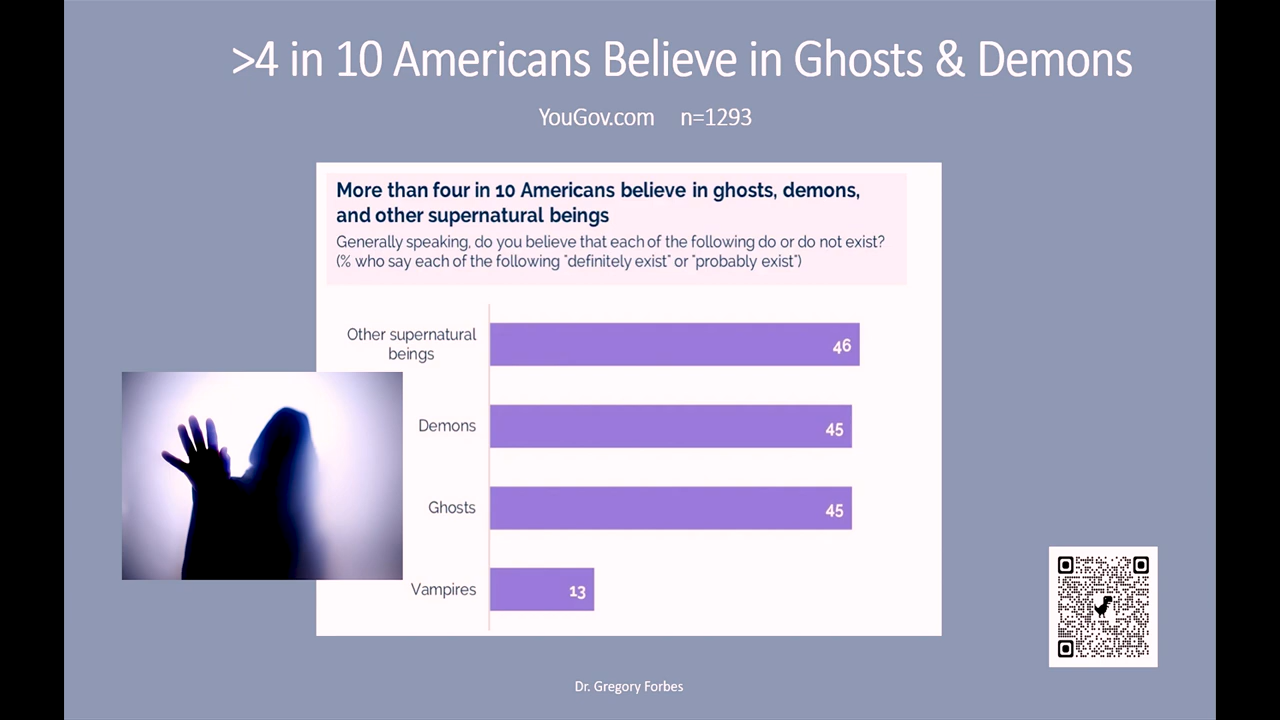 >4 in 10 Americans Believe in Ghosts & Demons
YouGov.com n=1293
More than four in 10 Americans believe in ghosts, demons,
and other supernatural beings
Generally speaking, do you believe that each of the following do or do not exist?
(% who say each of the following "definitely exist" or "probably exist")
Other supernatural
beings
46
Demons
45
Ghosts
45
Vampires
13
Dr. Gregory Forbes